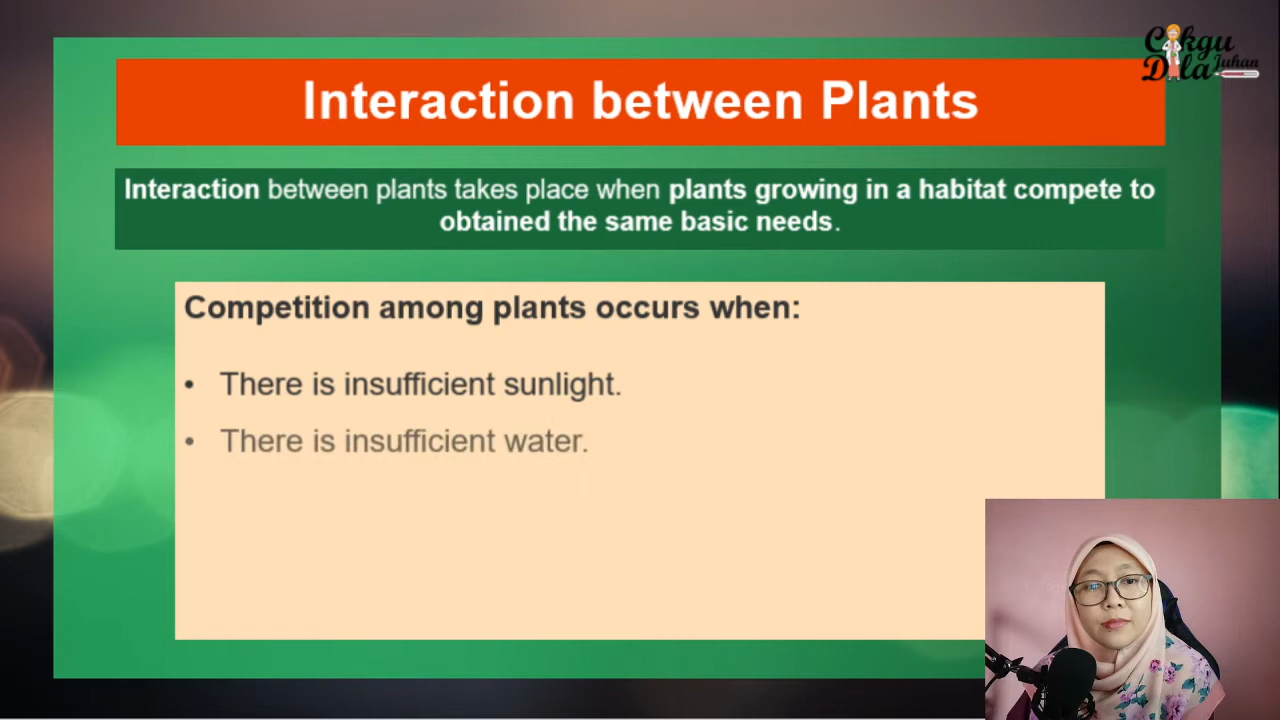 Cikgu
Dila Juhan
Interaction between Plants
Interaction between plants takes place when plants growing in a habitat compete to
obtained the same basic needs.
Competition among plants occurs when:
• There is insufficient sunlight.
• There is insufficient water.